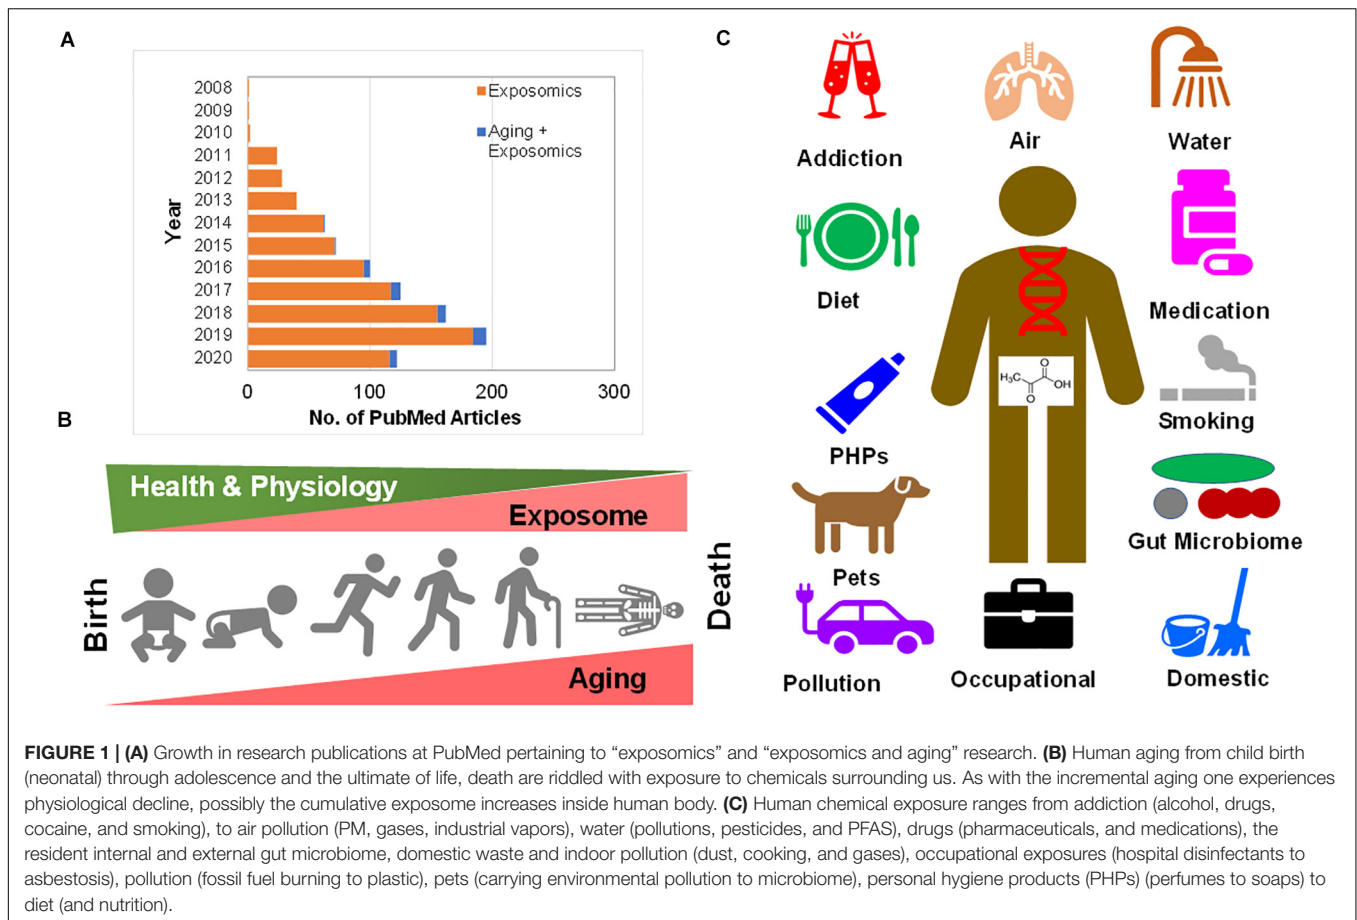 A
2008
2009
2010
2011
2012
2013
2014
2015
2016
2017
2018
2019
2020
Year
Exposomics
Aging +
Exposomics
0 100 200 300
No. of PubMed Articles
B
Health & Physiology
Exposome
Birth
Death
Aging
C
Addiction
Air
Water
Diet
Medication
H₃C
O
O
OH
PHPs
Smoking
Pets
Gut Microbiome
Pollution
Occupational
Domestic
FIGURE 1 | (A) Growth in research publications at PubMed pertaining to “exposomics” and “exposomics and aging” research. (B) Human aging from child birth
(neonatal) through adolescence and the ultimate of life, death are riddled with exposure to chemicals surrounding us. As with the incremental aging one experiences
physiological decline, possibly the cumulative exposome increases inside human body. (C) Human chemical exposure ranges from addiction (alcohol, drugs,
cocaine, and smoking), to air pollution (PM, gases, industrial vapors), water (pollutions, pesticides, and PFAS), drugs (pharmaceuticals, and medications), the
resident internal and external gut microbiome, domestic waste and indoor pollution (dust, cooking, and gases), occupational exposures (hospital disinfectants to
asbestosis), pollution (fossil fuel burning to plastic), pets (carrying environmental pollution to microbiome), personal hygiene products (PHPs) (perfumes to soaps) to
diet (and nutrition).